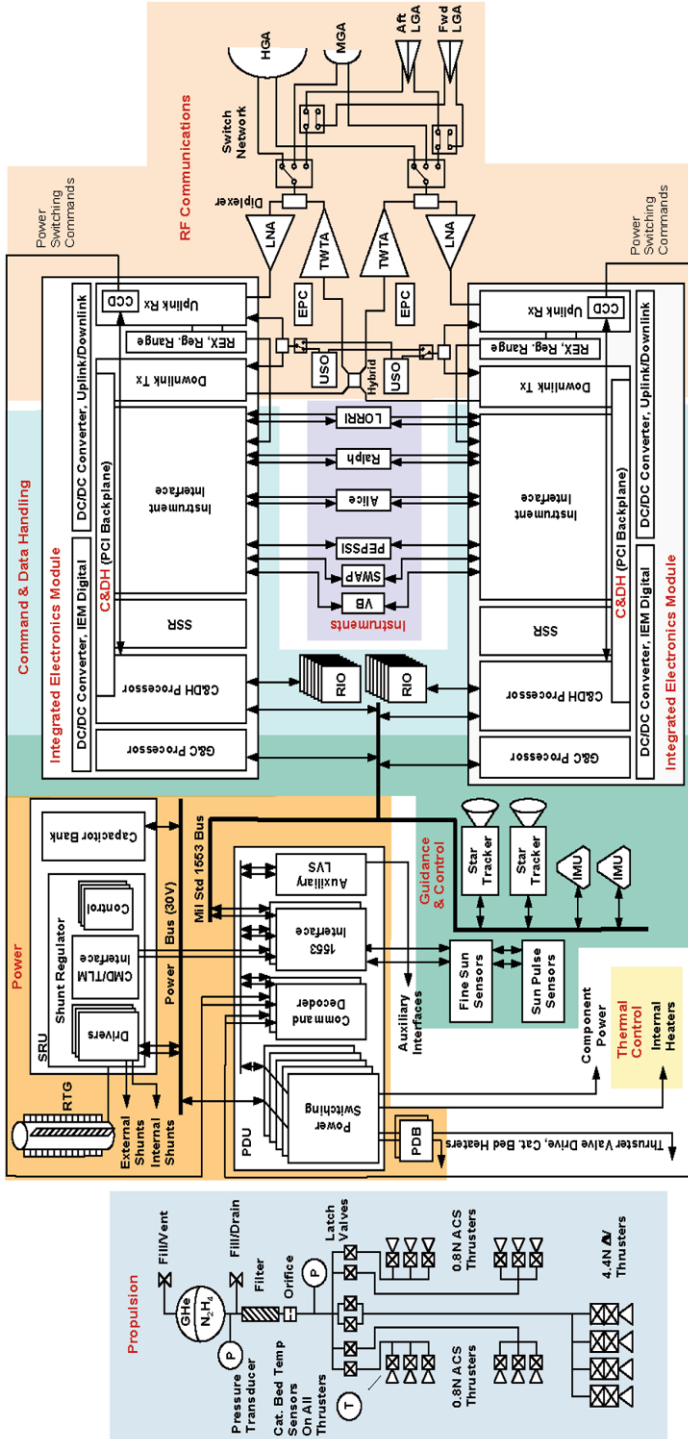 Propulsion
Fill/Vent
GHe
N2H4
Fill/Drain
P
Pressure
Transducer
Filter
Orifice
Cat. Bed Temp
Sensors
On All
Thrusters
P
Latch
Valves
T
0.8N ACS
Thrusters
0.8N ACS
Thrusters
4.4N ΔV
Thrusters
Power
RTG
SRU
Shunt Regulator
Drivers
CMD/TLM
Interface
Control
Capacitor Bank
External
Shunts
Internal
Shunts
Power Bus (30V)
Mil Std 1553 Bus
PDU
Power
Switching
Command
Decoder
1553
Interface
Auxiliary
LVS
PDB
Auxiliary
Interfaces
Thruster Valve Drive, Cat. Bed Heaters
Component
Power
Thermal
Control
Internal
Heaters
Guidance
& Control
Fine Sun
Sensors
Sun Pulse
Sensors
Star
Tracker
Star
Tracker
IMU
IMU
Command & Data Handling
Integrated Electronics Module
DC/DC Converter, IEM Digital
DC/DC Converter, Uplink/Downlink
C&DH (PCI Backplane)
G&C Processor
C&DH Processor
SSR
Instrument
Interface
Downlink Tx
REX, Reg. Range
Uplink Rx
CCD
RIO
RIO
Instruments
VB
SWAP
PEPSSI
Alice
Ralph
LORRI
G&C Processor
C&DH Processor
SSR
Instrument
Interface
Downlink Tx
REX, Reg. Range
Uplink Rx
CCD
C&DH (PCI Backplane)
DC/DC Converter, IEM Digital
DC/DC Converter, Uplink/Downlink
Integrated Electronics Module
Power
Switching
Commands
Power
Switching
Commands
RF Communications
USO
USO
Hybrid
EPC
EPC
LNA
TWTA
TWTA
LNA
Diplexer
Switch
Network
HGA
MGA
Aft
LGA
Fwd
LGA